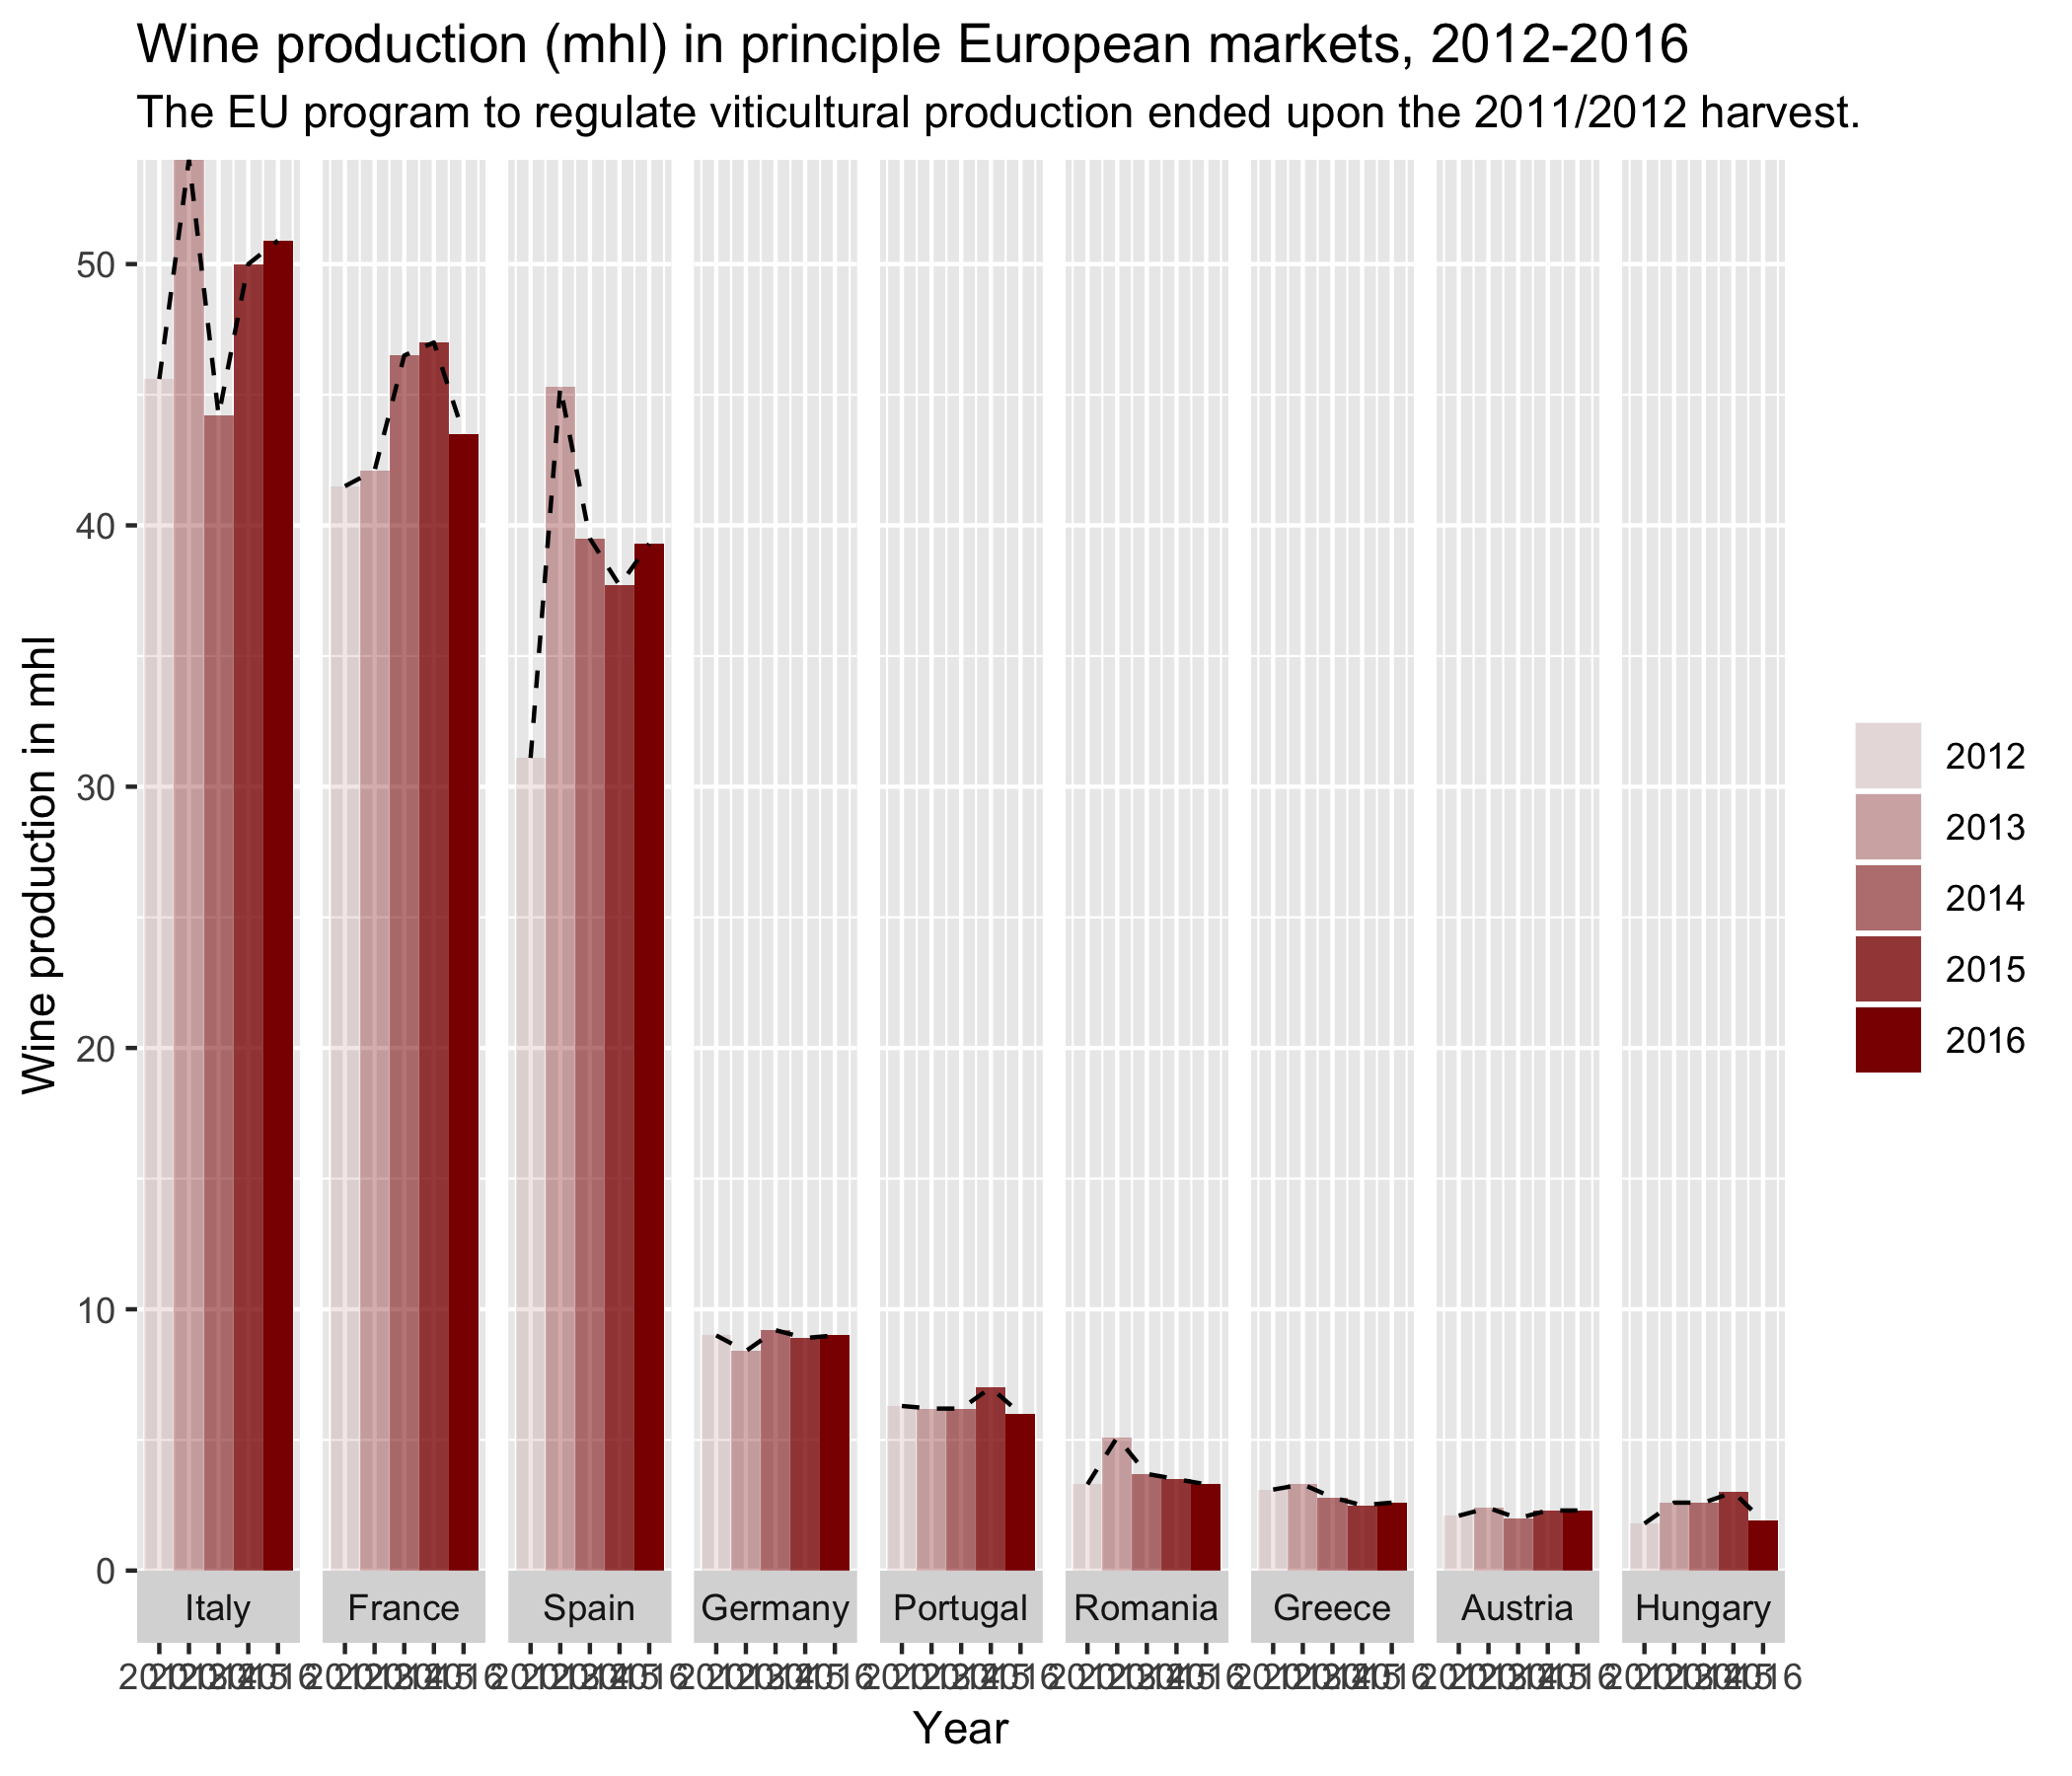 Wine production (mhl) in principle European markets, 2012-2016
The EU program to regulate viticultural production ended upon the 2011/2012 harvest.
Wine production in mhl
50
40
30
20
10
0
Italy France Spain Germany Portugal Romania Greece Austria Hungary
Year
2012
2013
2014
2015
2016